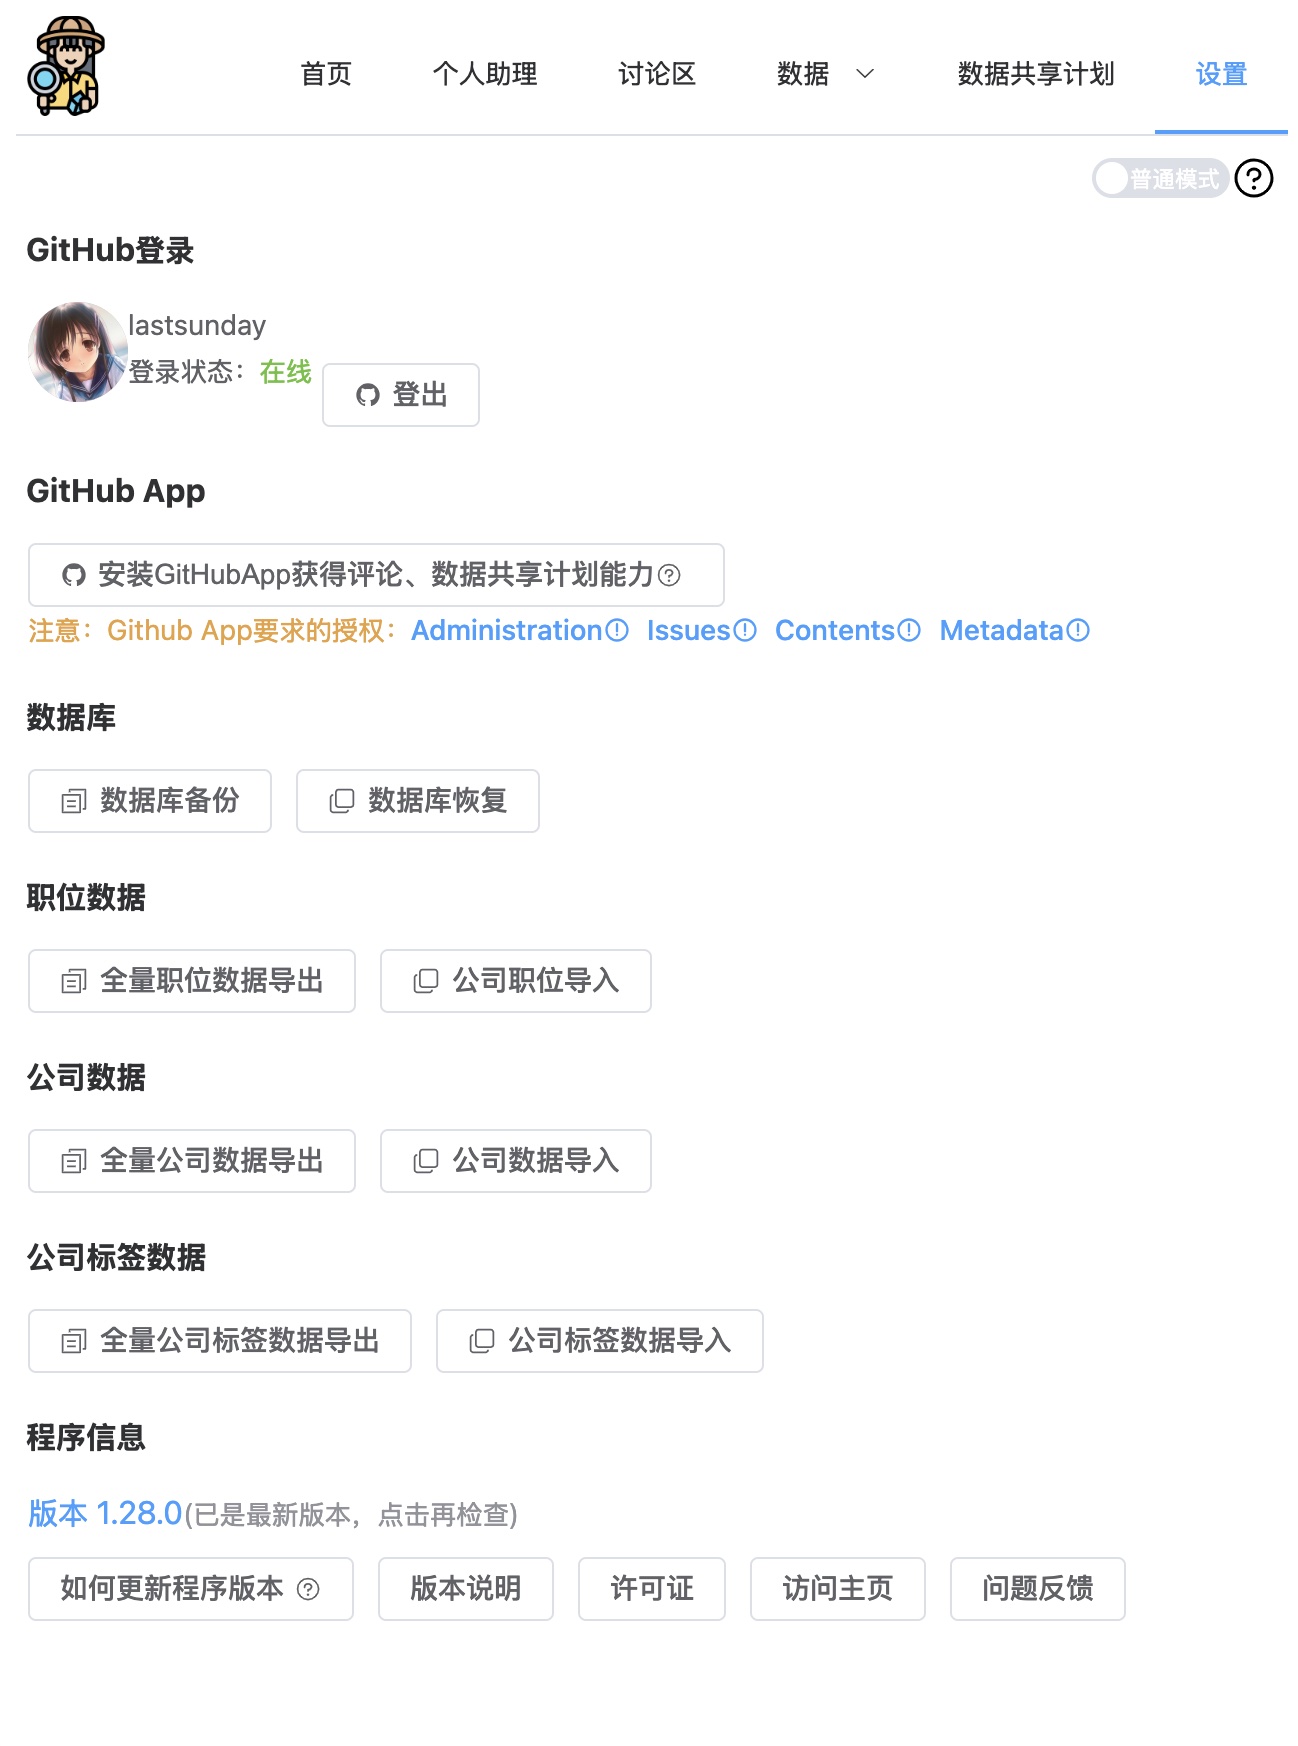 首页 个人助理 讨论区 数据 数据共享计划 设置
普通模式
GitHub登录
lastsunday
登录状态：在线
登出
GitHub App
安装GitHubApp获得评论、数据共享计划能力
注意：Github App要求的授权：Administration Issues Contents Metadata
数据库
数据库备份 数据库恢复
职位数据
全量职位数据导出 公司职位导入
公司数据
全量公司数据导出 公司数据导入
公司标签数据
全量公司标签数据导出 公司标签数据导入
程序信息
版本 1.28.0(已是最新版本，点击再检查)
如何更新程序版本 版本说明 许可证 访问主页 问题反馈